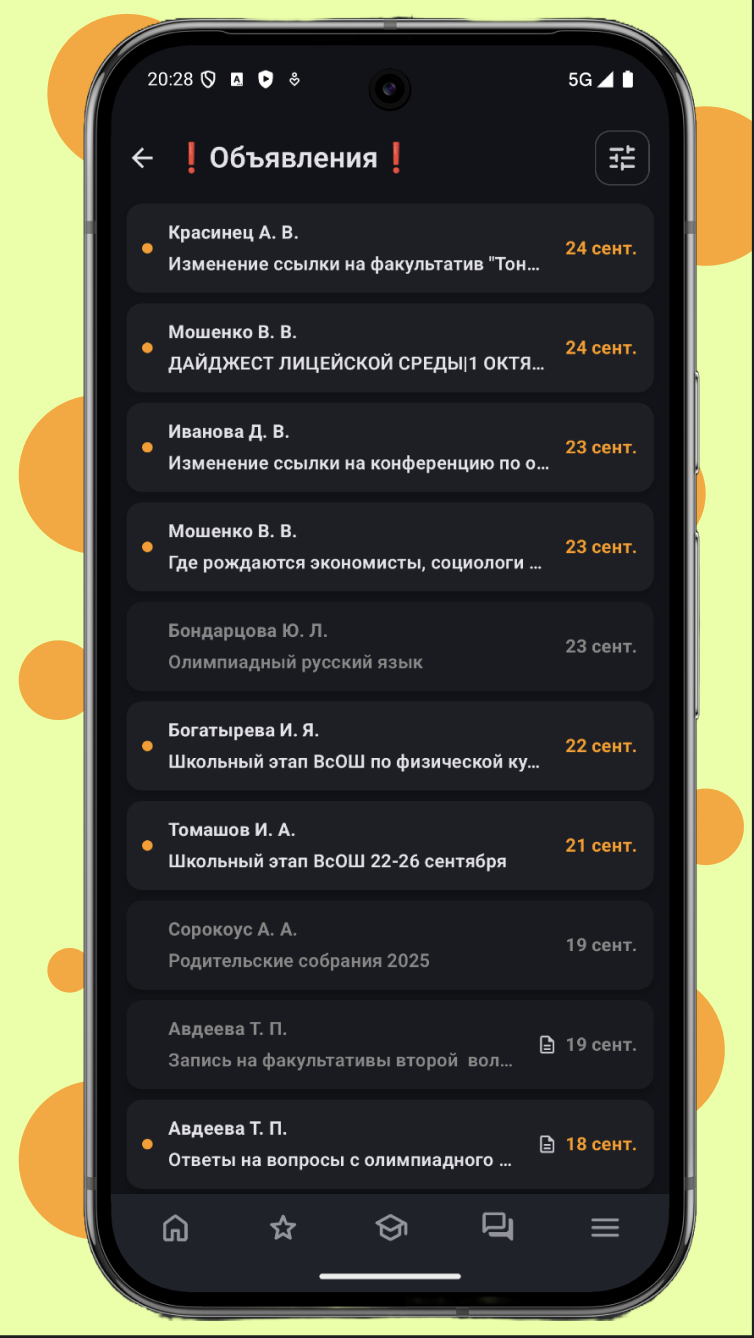 20:28
5G
❗Объявления❗
Красинец А. В.
Изменение ссылки на факультатив "Тон...
24 сент.
Мошенко В. В.
ДАЙДЖЕСТ ЛИЦЕЙСКОЙ СРЕДЫ|1 ОКТЯ...
24 сент.
Иванова Д. В.
Изменение ссылки на конференцию по о...
23 сент.
Мошенко В. В.
Где рождаются экономисты, социологи ...
23 сент.
Бондарцова Ю. Л.
Олимпиадный русский язык
23 сент.
Богатырева И. Я.
Школьный этап ВсОШ по физической ку...
22 сент.
Томашов И. А.
Школьный этап ВсОШ 22-26 сентября
21 сент.
Сорокоус А. А.
Родительские собрания 2025
19 сент.
Авдеева Т. П.
Запись на факультативы второй  вол...
19 сент.
Авдеева Т. П.
Ответы на вопросы с олимпиадного ...
18 сент.